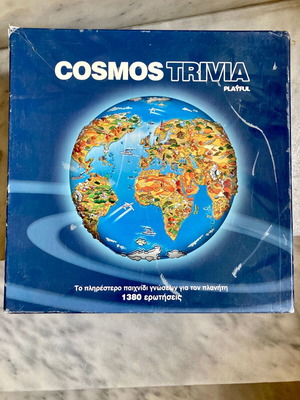 COSMOS TRIVIA
PLAYFUL
Το πληρέστερο παιχνίδι γνώσεων για τον πλανήτη
1380 ερωτήσεις